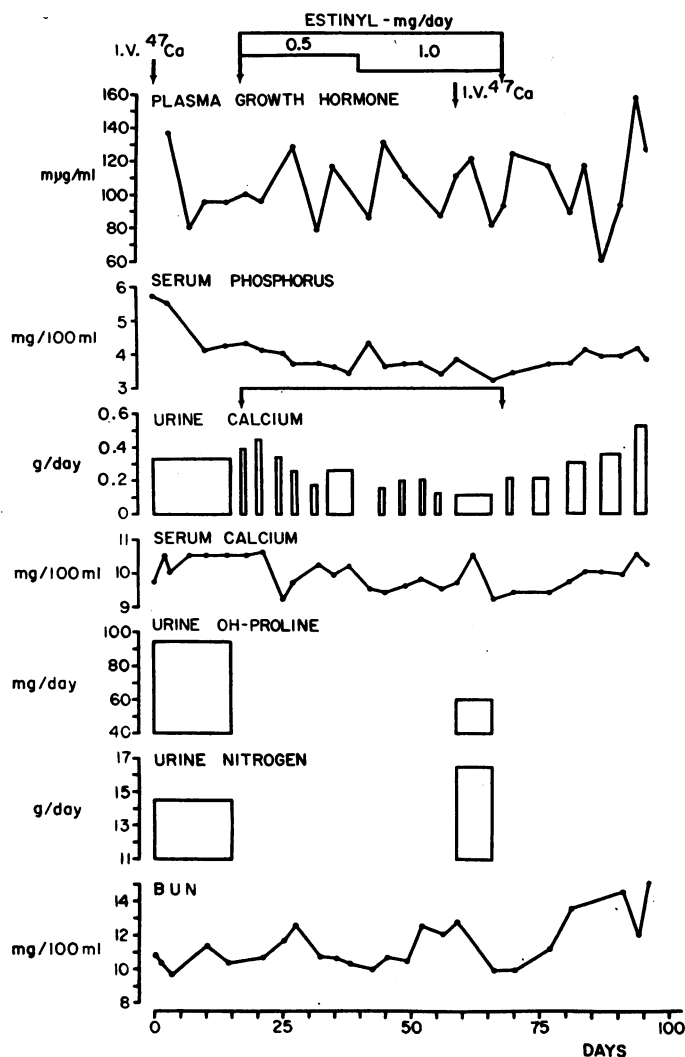 ESTINYL - mg/day
I.V. 47Ca
0.5
1.0
I.V. 47Ca
PLASMA GROWTH HORMONE
160
140
120
100
80
60
mμg/ml
SERUM PHOSPHORUS
6
5
4
3
mg/100 ml
URINE CALCIUM
0.6
0.4
0.2
0
g/day
SERUM CALCIUM
11
10
9
mg/100 ml
URINE OH-PROLINE
100
80
60
40
mg/day
URINE NITROGEN
17
15
13
11
g/day
BUN
14
12
10
8
mg/100 ml
0
25
50
75
100
DAYS